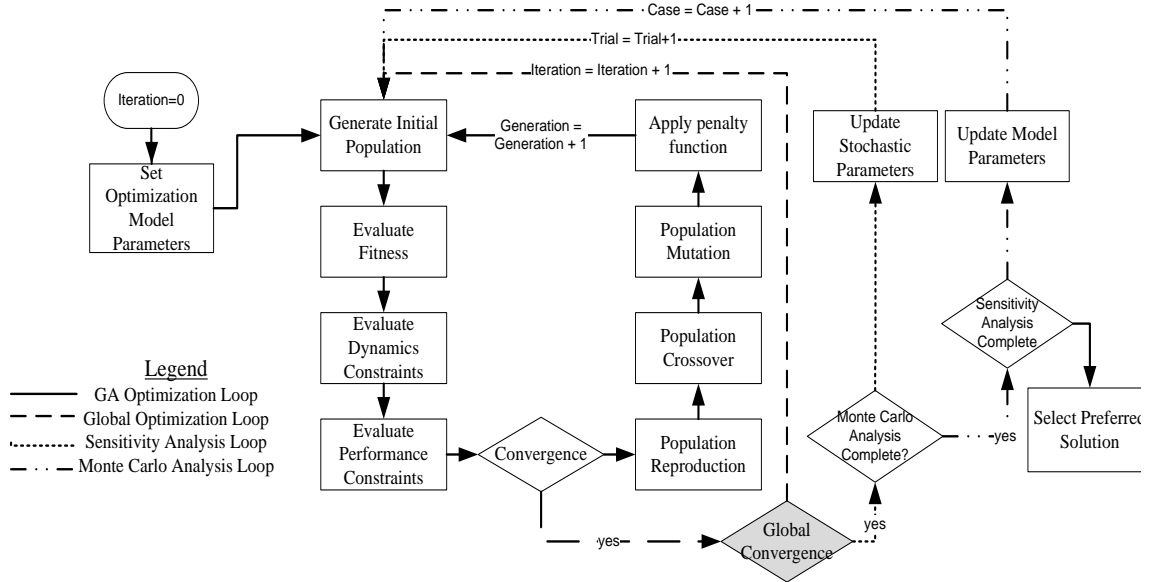 Case = Case + 1
Trial = Trial+1
Iteration = Iteration + 1
Iteration=0
Generate Initial
Population
Generation =
Generation + 1
Apply penalty
function
Update
Stochastic
Parameters
Update Model
Parameters
Set
Optimization
Model
Parameters
Evaluate
Fitness
Population
Mutation
Sensitivity
Analysis
Complete
Evaluate
Dynamics
Constraints
Population
Crossover
Legend
GA Optimization Loop
Global Optimization Loop
Sensitivity Analysis Loop
Monte Carlo Analysis Loop
Evaluate
Performance
Constraints
Convergence
Population
Reproduction
Monte Carlo
Analysis
Complete?
yes
Select Preferred
Solution
yes
Global
Convergence
yes